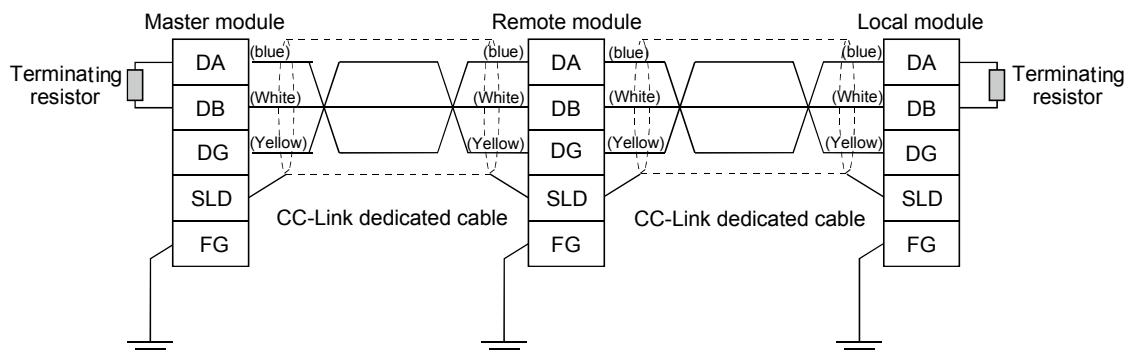 Master module
Remote module
Local module
Terminating
resistor
DA
DB
DG
SLD
FG
(blue)
(White)
(Yellow)
(blue)
(White)
(Yellow)
CC-Link dedicated cable
DA
DB
DG
SLD
FG
(blue)
(White)
(Yellow)
(blue)
(White)
(Yellow)
CC-Link dedicated cable
DA
DB
DG
SLD
FG
Terminating
resistor